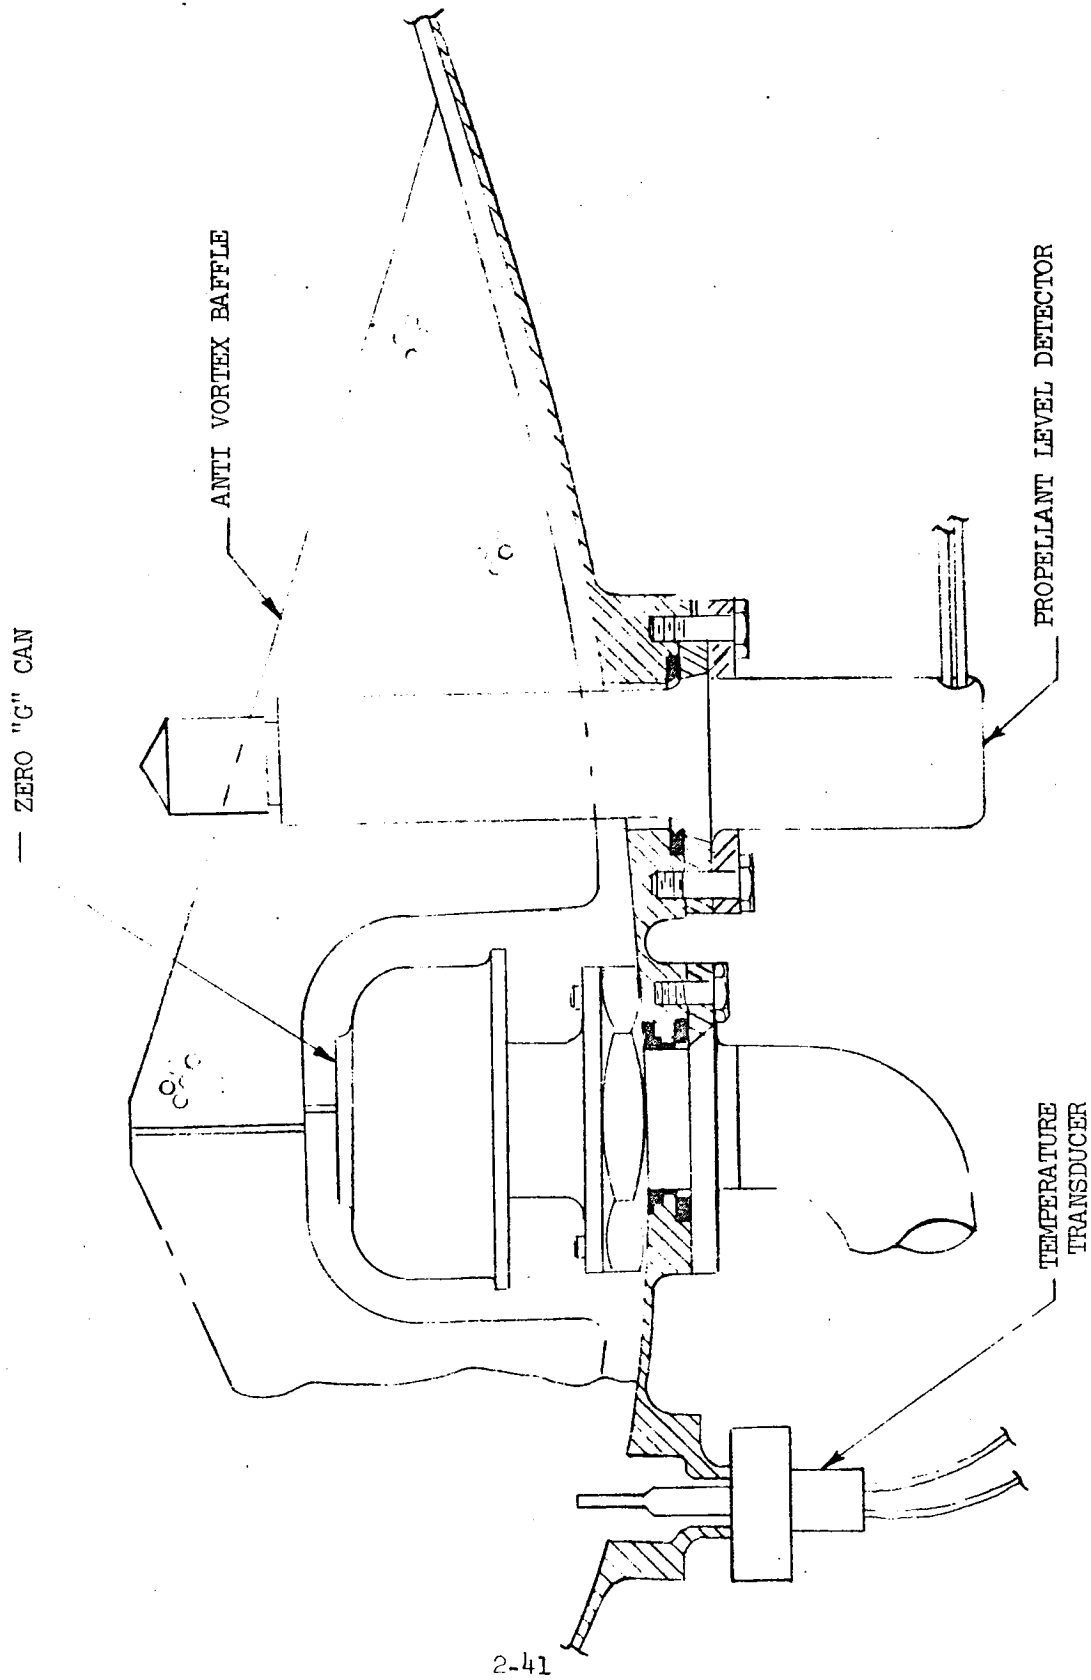 ZERO "G" CAN
ANTI VORTEX BAFFLE
PROPELLANT LEVEL DETECTOR
TEMPERATURE
TRANSDUCER
2-41